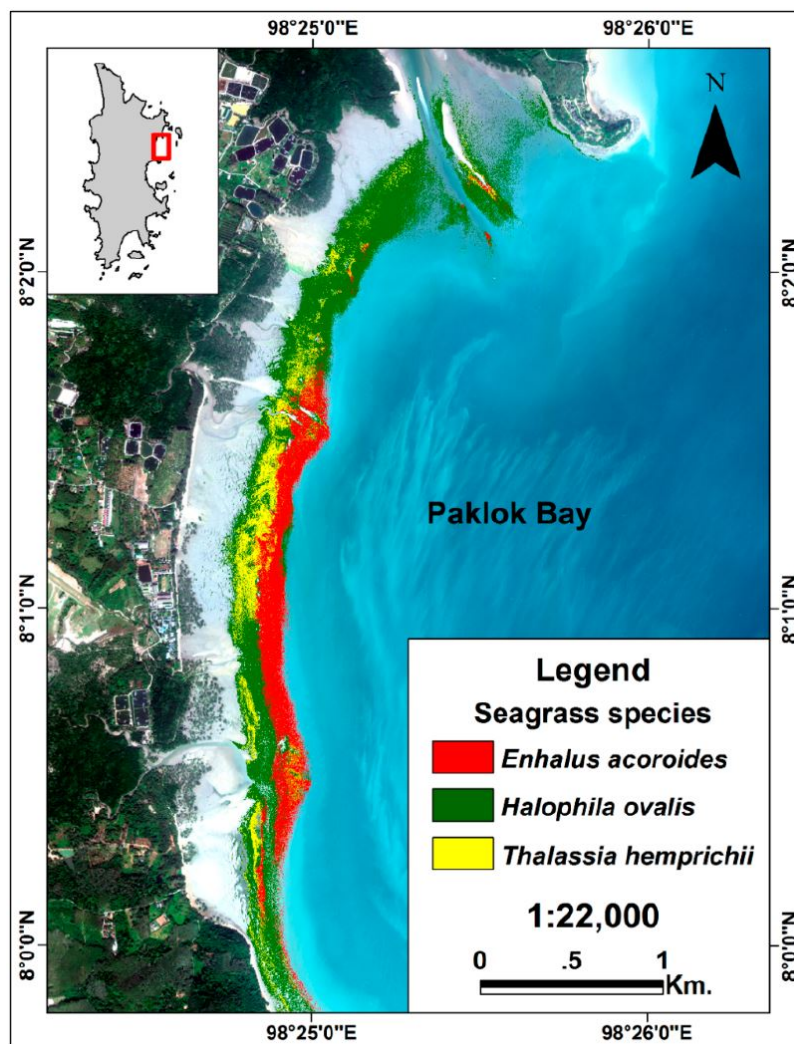 98°25'0"E 98°26'0"E
N
8°2'0"N 8°2'0"N
Paklok Bay
8°1'0"N 8°1'0"N
Legend
Seagrass species
Enhalus acoroides
Halophila ovalis
Thalassia hemprichii
1:22,000
0 .5 1
Km.
8°0'0"N 8°0'0"N
98°25'0"E 98°26'0"E